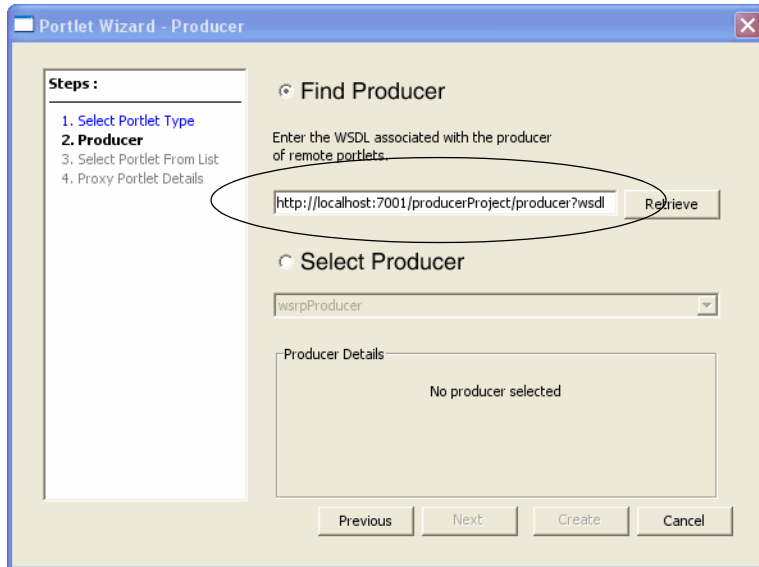 Portlet Wizard - Producer
Steps :
1. Select Portlet Type
2. Producer
3. Select Portlet From List
4. Proxy Portlet Details
Find Producer
Enter the WSDL associated with the producer
of remote portlets.
http://localhost:7001/producerProject/producer?wsdl
Retrieve
Select Producer
wsrpProducer
Producer Details
No producer selected
Previous
Next
Create
Cancel